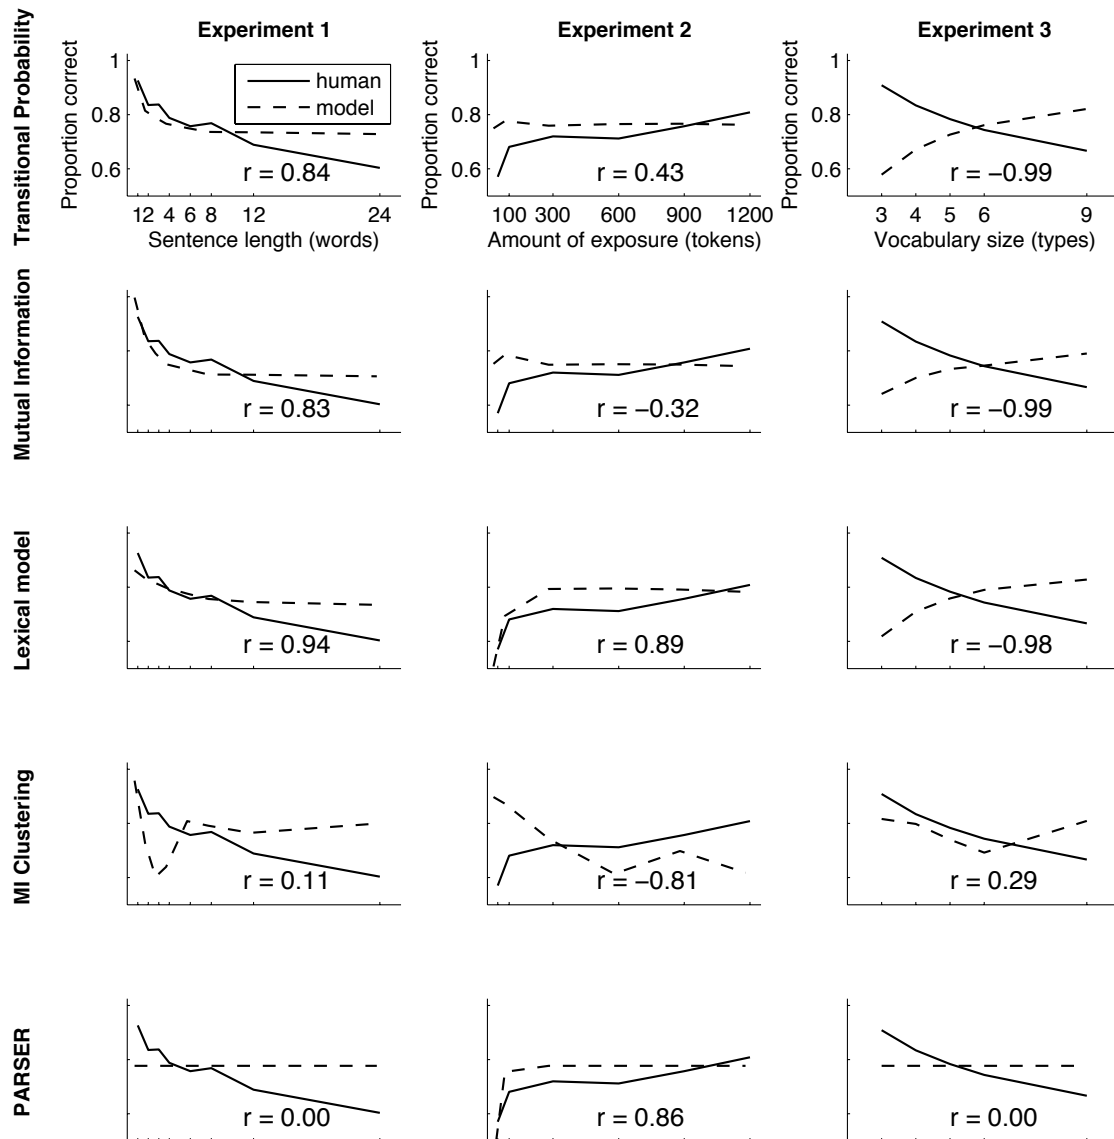 Experiment 1
Experiment 2
Experiment 3
Transitional Probability
Proportion correct
1
0.8
0.6
human
model
r = 0.84
1 2 4 6 8 12 24
Sentence length (words)
Proportion correct
1
0.8
0.6
r = 0.43
100 300 600 900 1200
Amount of exposure (tokens)
Proportion correct
1
0.8
0.6
r = −0.99
3 4 5 6 9
Vocabulary size (types)
Mutual Information
r = 0.83
r = −0.32
r = −0.99
Lexical model
r = 0.94
r = 0.89
r = −0.98
MI Clustering
r = 0.11
r = −0.81
r = 0.29
PARSER
r = 0.00
r = 0.86
r = 0.00